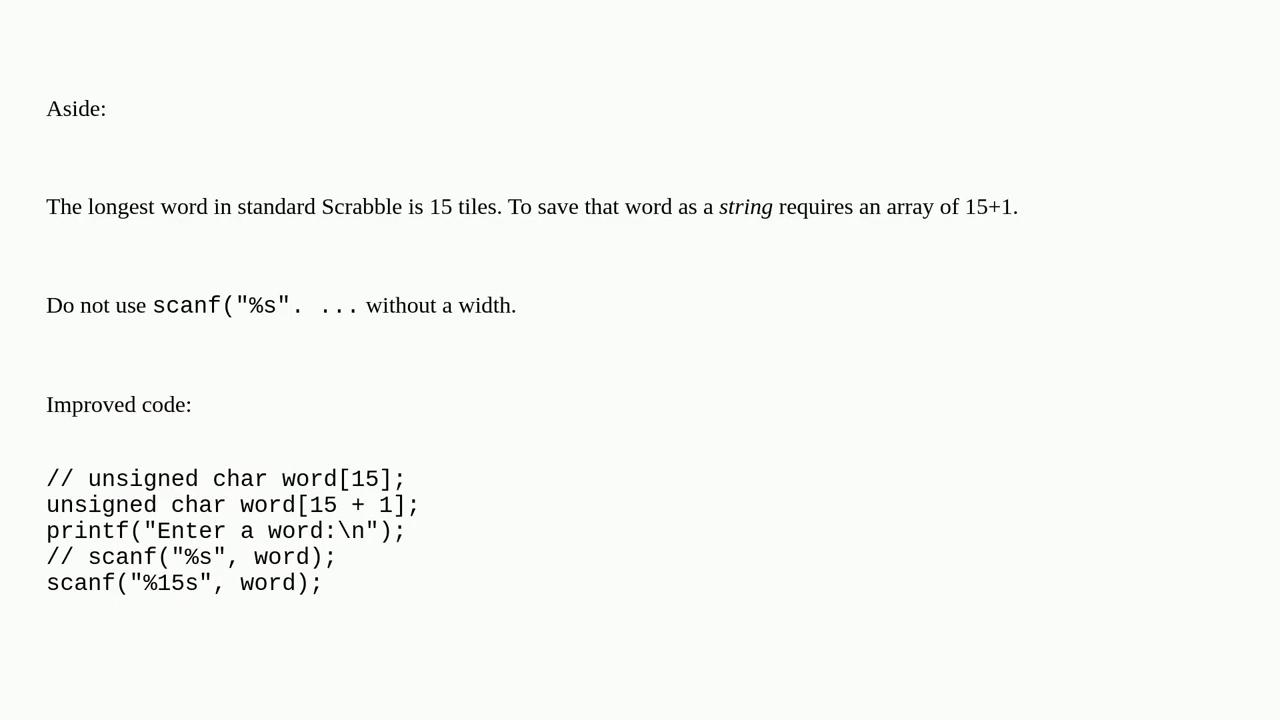 Aside:
The longest word in standard Scrabble is 15 tiles. To save that word as a string requires an array of 15+1.
Do not use scanf("%s". ... without a width.
Improved code:
// unsigned char word[15];
unsigned char word[15 + 1];
printf("Enter a word:\n");
// scanf("%s", word);
scanf("%15s", word);